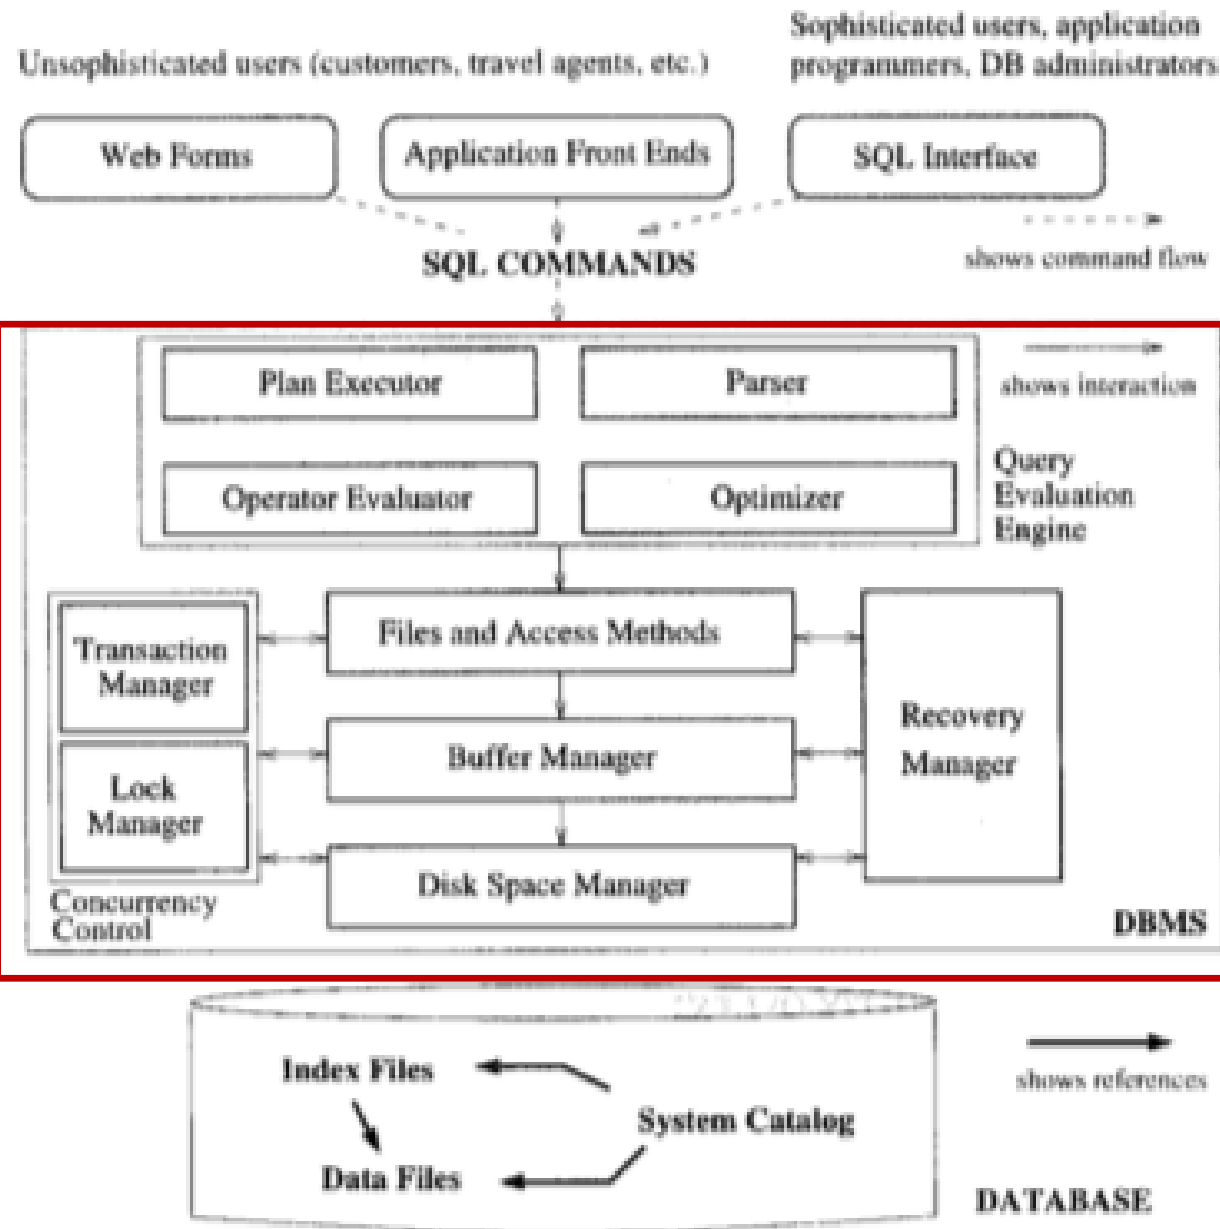 Sophisticated users, application
Unsophisticated users (customers, travel agents, etc.)
programmers, DB administrators
Web Forms
Application Front Ends
SQL Interface
SQL COMMANDS
shows command flow
Plan Executor
Parser
shows interaction
Operator Evaluator
Optimizer
Query
Evaluation
Engine
Files and Access Methods
Transaction
Manager
Recovery
Manager
Buffer Manager
Lock
Manager
Disk Space Manager
Concurrency
Control
DBMS
Index Files
shows references
System Catalog
Data Files
DATABASE